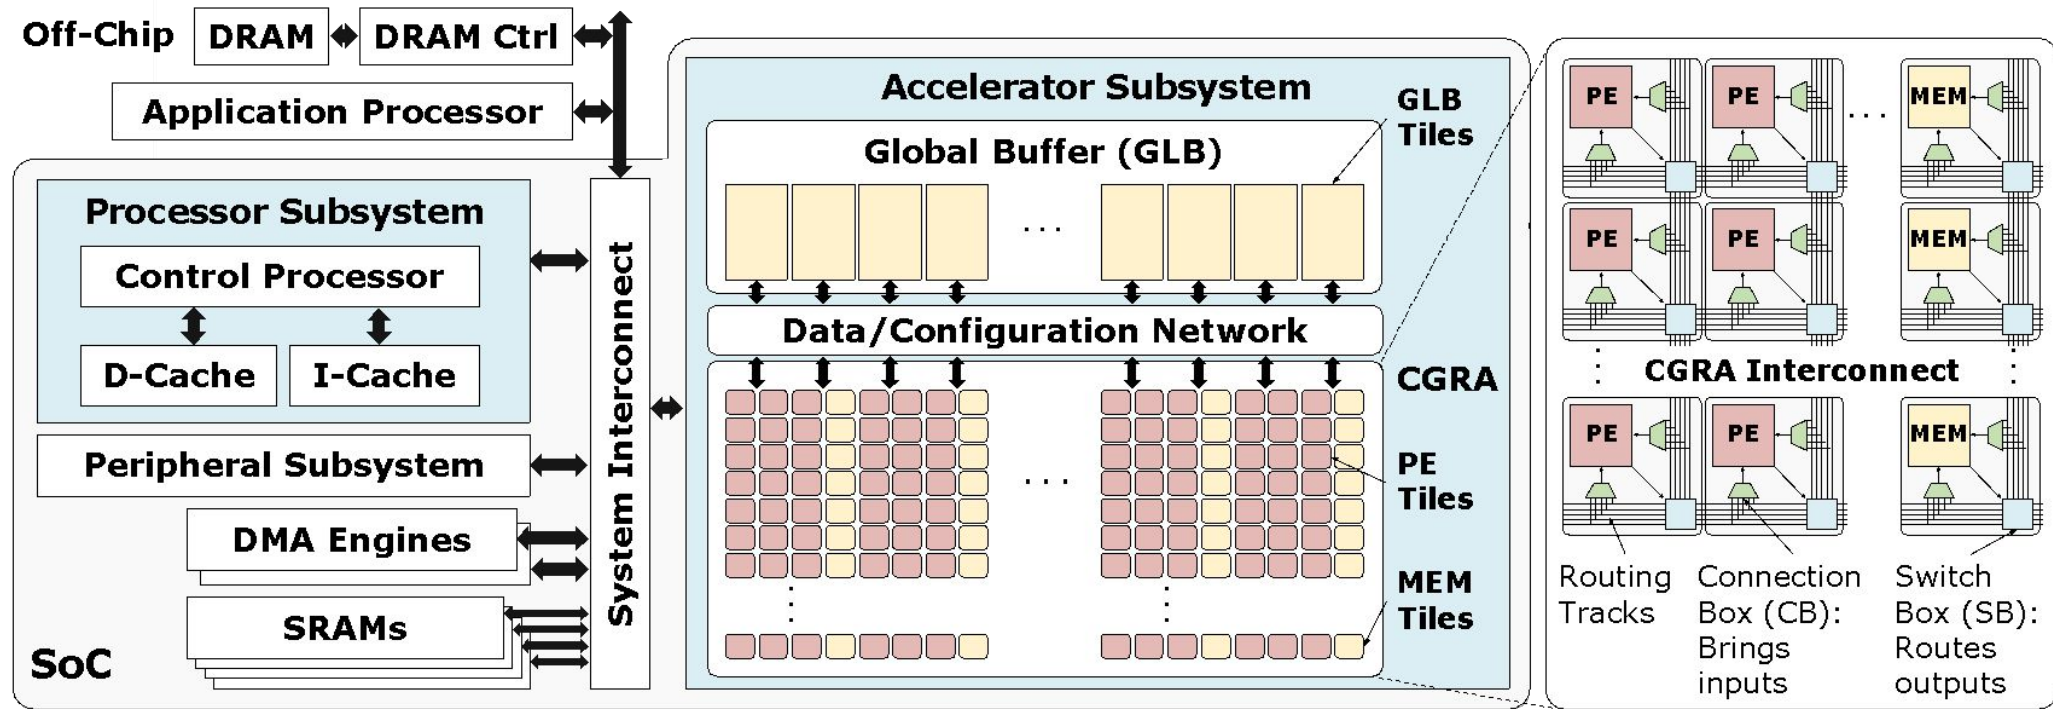 Off-Chip
DRAM
DRAM Ctrl
Application Processor
SoC
Processor Subsystem
Control Processor
D-Cache
I-Cache
Peripheral Subsystem
DMA Engines
SRAMs
System Interconnect
Accelerator Subsystem
Global Buffer (GLB)
. . .
GLB
Tiles
Data/Configuration Network
CGRA
. . .
PE
Tiles
MEM
Tiles
PE
PE
. . .
MEM
PE
PE
MEM
CGRA Interconnect
PE
PE
MEM
Routing
Tracks
Connection
Box (CB):
Brings
inputs
Switch
Box (SB):
Routes
outputs